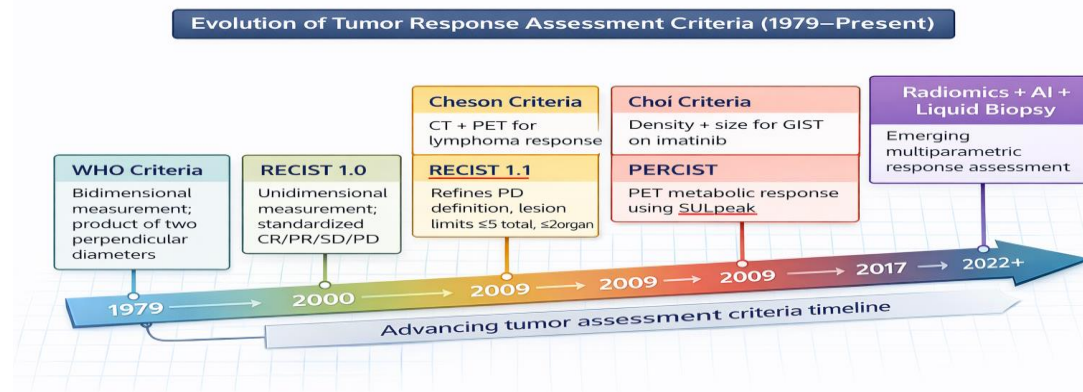 Evolution of Tumor Response Assessment Criteria (1979–Present)
WHO Criteria
Bidimensional
measurement;
product of two
perpendicular
diameters
RECIST 1.0
Unidimensional
measurement;
standardized
CR/PR/SD/PD
Cheson Criteria
CT + PET for
lymphoma response
RECIST 1.1
Refines PD
definition, lesion
limits ≤5 total, ≤2organ
Choí Criteria
Density + size for GIST
on imatinib
PERCIST
PET metabolic response
using SULpeak
Radiomics + AI +
Liquid Biopsy
Emerging
multiparametric
response assessment
1979
2000
2009
2009
2009
2017
2022+
Advancing tumor assessment criteria timeline